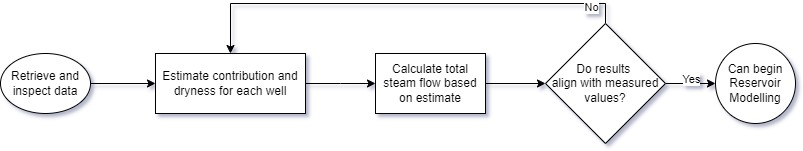 No
Retrieve and
inspect data
Estimate contribution and
dryness for each well
Calculate total
steam flow based
on estimate
Do results
align with measured
values?
Yes
Can begin
Reservoir
Modelling